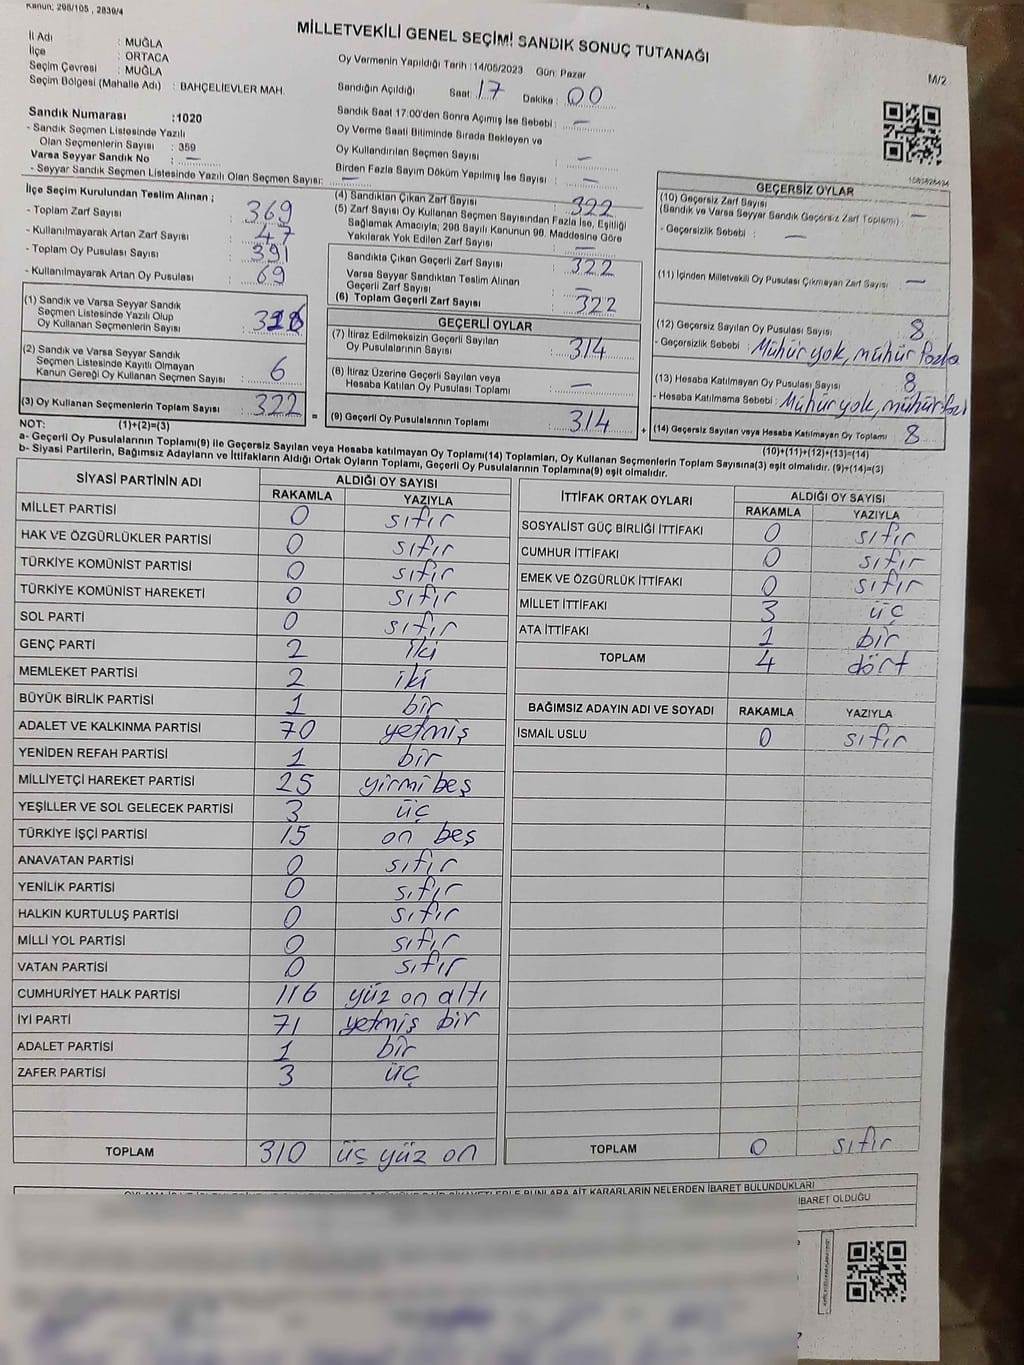 Kanun: 298/105 , 2839/4
MİLLETVEKİLİ GENEL SEÇİMİ SANDIK SONUÇ TUTANAĞI
M/2
İl Adı : MUĞLA
İlçe : ORTACA
Seçim Çevresi : MUĞLA
Seçim Bölgesi (Mahalle Adı) : BAHÇELİEVLER MAH.
Oy Vermenin Yapıldığı Tarih :14/05/2023 Gün: Pazar
Sandığın Açıldığı Saat: 17 Dakika: 00
Sandık Numarası :1020
- Sandık Seçmen Listesinde Yazılı
Olan Seçmenlerin Sayısı : 359
Varsa Seyyar Sandık No : —
- Seyyar Sandık Seçmen Listesinde Yazılı Olan Seçmen Sayısı: —
Sandık Saat 17:00'den Sonra Açılmış İse Sebebi : —
Oy Verme Saati Bitiminde Sırada Bekleyen ve
Oy Kullandırılan Seçmen Sayısı : —
Birden Fazla Sayım Döküm Yapılmış İse Sayısı : —
İlçe Seçim Kurulundan Teslim Alınan ;
- Toplam Zarf Sayısı : 369
- Kullanılmayarak Artan Zarf Sayısı : 47
- Toplam Oy Pusulası Sayısı : 391
- Kullanılmayarak Artan Oy Pusulası : 69
(1) Sandık ve Varsa Seyyar Sandık
Seçmen Listesinde Yazılı Olup
Oy Kullanan Seçmenlerin Sayısı :
(2) Sandık ve Varsa Seyyar Sandık
Seçmen Listesinde Kayıtlı Olmayan
Kanun Gereği Oy Kullanan Seçmen Sayısı : 6
(3) Oy Kullanan Seçmenlerin Toplam Sayısı : 322 =
(4) Sandıktan Çıkan Zarf Sayısı : 322
(5) Zarf Sayısı Oy Kullanan Seçmen Sayısından Fazla İse, Eşitliği
Sağlamak Amacıyla; 298 Sayılı Kanunun 98. Maddesine Göre
Yakılarak Yok Edilen Zarf Sayısı : —
Sandıkta Çıkan Geçerli Zarf Sayısı : 322
Varsa Seyyar Sandıktan Teslim Alınan
Geçerli Zarf Sayısı : —
(6) Toplam Geçerli Zarf Sayısı : 322
GEÇERLİ OYLAR
(7) İtiraz Edilmeksizin Geçerli Sayılan
Oy Pusulalarının Sayısı : 314
(8) İtiraz Üzerine Geçerli Sayılan veya
Hesaba Katılan Oy Pusulası Toplamı : —
(9) Geçerli Oy Pusulalarının Toplamı : 314 +
GEÇERSİZ OYLAR
(10) Geçersiz Zarf Sayısı
(Sandık ve Varsa Seyyar Sandık Geçersiz Zarf Toplamı) : —
- Geçersizlik Sebebi : —
(11) İçinden Milletvekili Oy Pusulası Çıkmayan Zarf Sayısı : —
(12) Geçersiz Sayılan Oy Pusulası Sayısı : 8
- Geçersizlik Sebebi : Mühür yok, mühür fazla
(13) Hesaba Katılmayan Oy Pusulası Sayısı : 8
- Hesaba Katılmama Sebebi : Mühür yok, mühür fazl
(14) Geçersiz Sayılan veya Hesaba Katılmayan Oy Toplamı : 8
NOT: (1)+(2)=(3)
(10)+(11)+(12)+(13)=(14)
a- Geçerli Oy Pusulalarının Toplamı(9) ile Geçersiz Sayılan veya Hesaba katılmayan Oy Toplamı(14) Toplamları, Oy Kullanan Seçmenlerin Toplam Sayısına(3) eşit olmalıdır. (9)+(14)=(3)
b- Siyasi Partilerin, Bağımsız Adayların ve İttifakların Aldığı Ortak Oyların Toplamı, Geçerli Oy Pusulalarının Toplamına(9) eşit olmalıdır.
SİYASİ PARTİNİN ADI ALDIĞI OY SAYISI
RAKAMLA YAZIYLA
MİLLET PARTİSİ 0 sıfır
HAK VE ÖZGÜRLÜKLER PARTİSİ 0 sıfır
TÜRKİYE KOMÜNİST PARTİSİ 0 sıfır
TÜRKİYE KOMÜNİST HAREKETİ 0 sıfır
SOL PARTİ 0 sıfır
GENÇ PARTİ 2 iki
MEMLEKET PARTİSİ 2 iki
BÜYÜK BİRLİK PARTİSİ 1 bir
ADALET VE KALKINMA PARTİSİ 70 yetmiş
YENİDEN REFAH PARTİSİ 1 bir
MİLLİYETÇİ HAREKET PARTİSİ 25 yirmi beş
YEŞİLLER VE SOL GELECEK PARTİSİ 3 üç
TÜRKİYE İŞÇİ PARTİSİ 15 on beş
ANAVATAN PARTİSİ 0 sıfır
YENİLİK PARTİSİ 0 sıfır
HALKIN KURTULUŞ PARTİSİ 0 sıfır
MİLLİ YOL PARTİSİ 0 sıfır
VATAN PARTİSİ 0 sıfır
CUMHURİYET HALK PARTİSİ 116 yüz on altı
İYİ PARTİ 71 yetmiş bir
ADALET PARTİSİ 1 bir
ZAFER PARTİSİ 3 üç
TOPLAM 310 üç yüz on
İTTİFAK ORTAK OYLARI ALDIĞI OY SAYISI
RAKAMLA YAZIYLA
SOSYALİST GÜÇ BİRLİĞİ İTTİFAKI 0 sıfır
CUMHUR İTTİFAKI 0 sıfır
EMEK VE ÖZGÜRLÜK İTTİFAKI 0 sıfır
MİLLET İTTİFAKI 3 üç
ATA İTTİFAKI 1 bir
TOPLAM 4 dört
BAĞIMSIZ ADAYIN ADI VE SOYADI RAKAMLA YAZIYLA
İSMAİL USLU 0 sıfır
TOPLAM 0 sıfır
BUNLARA AİT KARARLARIN NELERDEN İBARET BULUNDUKLARI
İBARET OLDUĞU